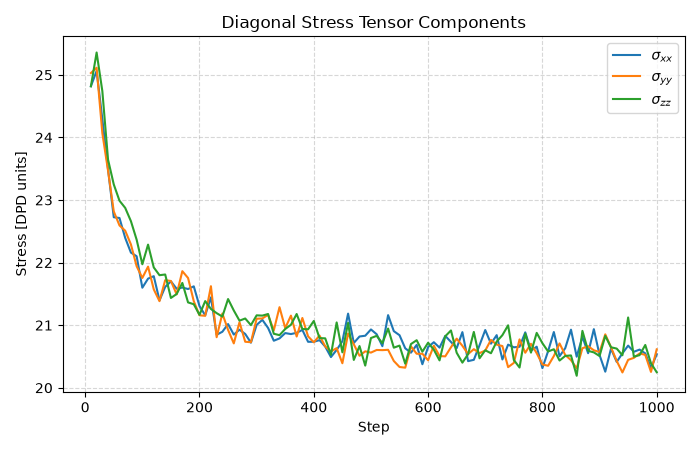 Diagonal Stress Tensor Components
Stress [DPD units]
25
24
23
22
21
20
σxx
σyy
σzz
0 200 400 600 800 1000
Step